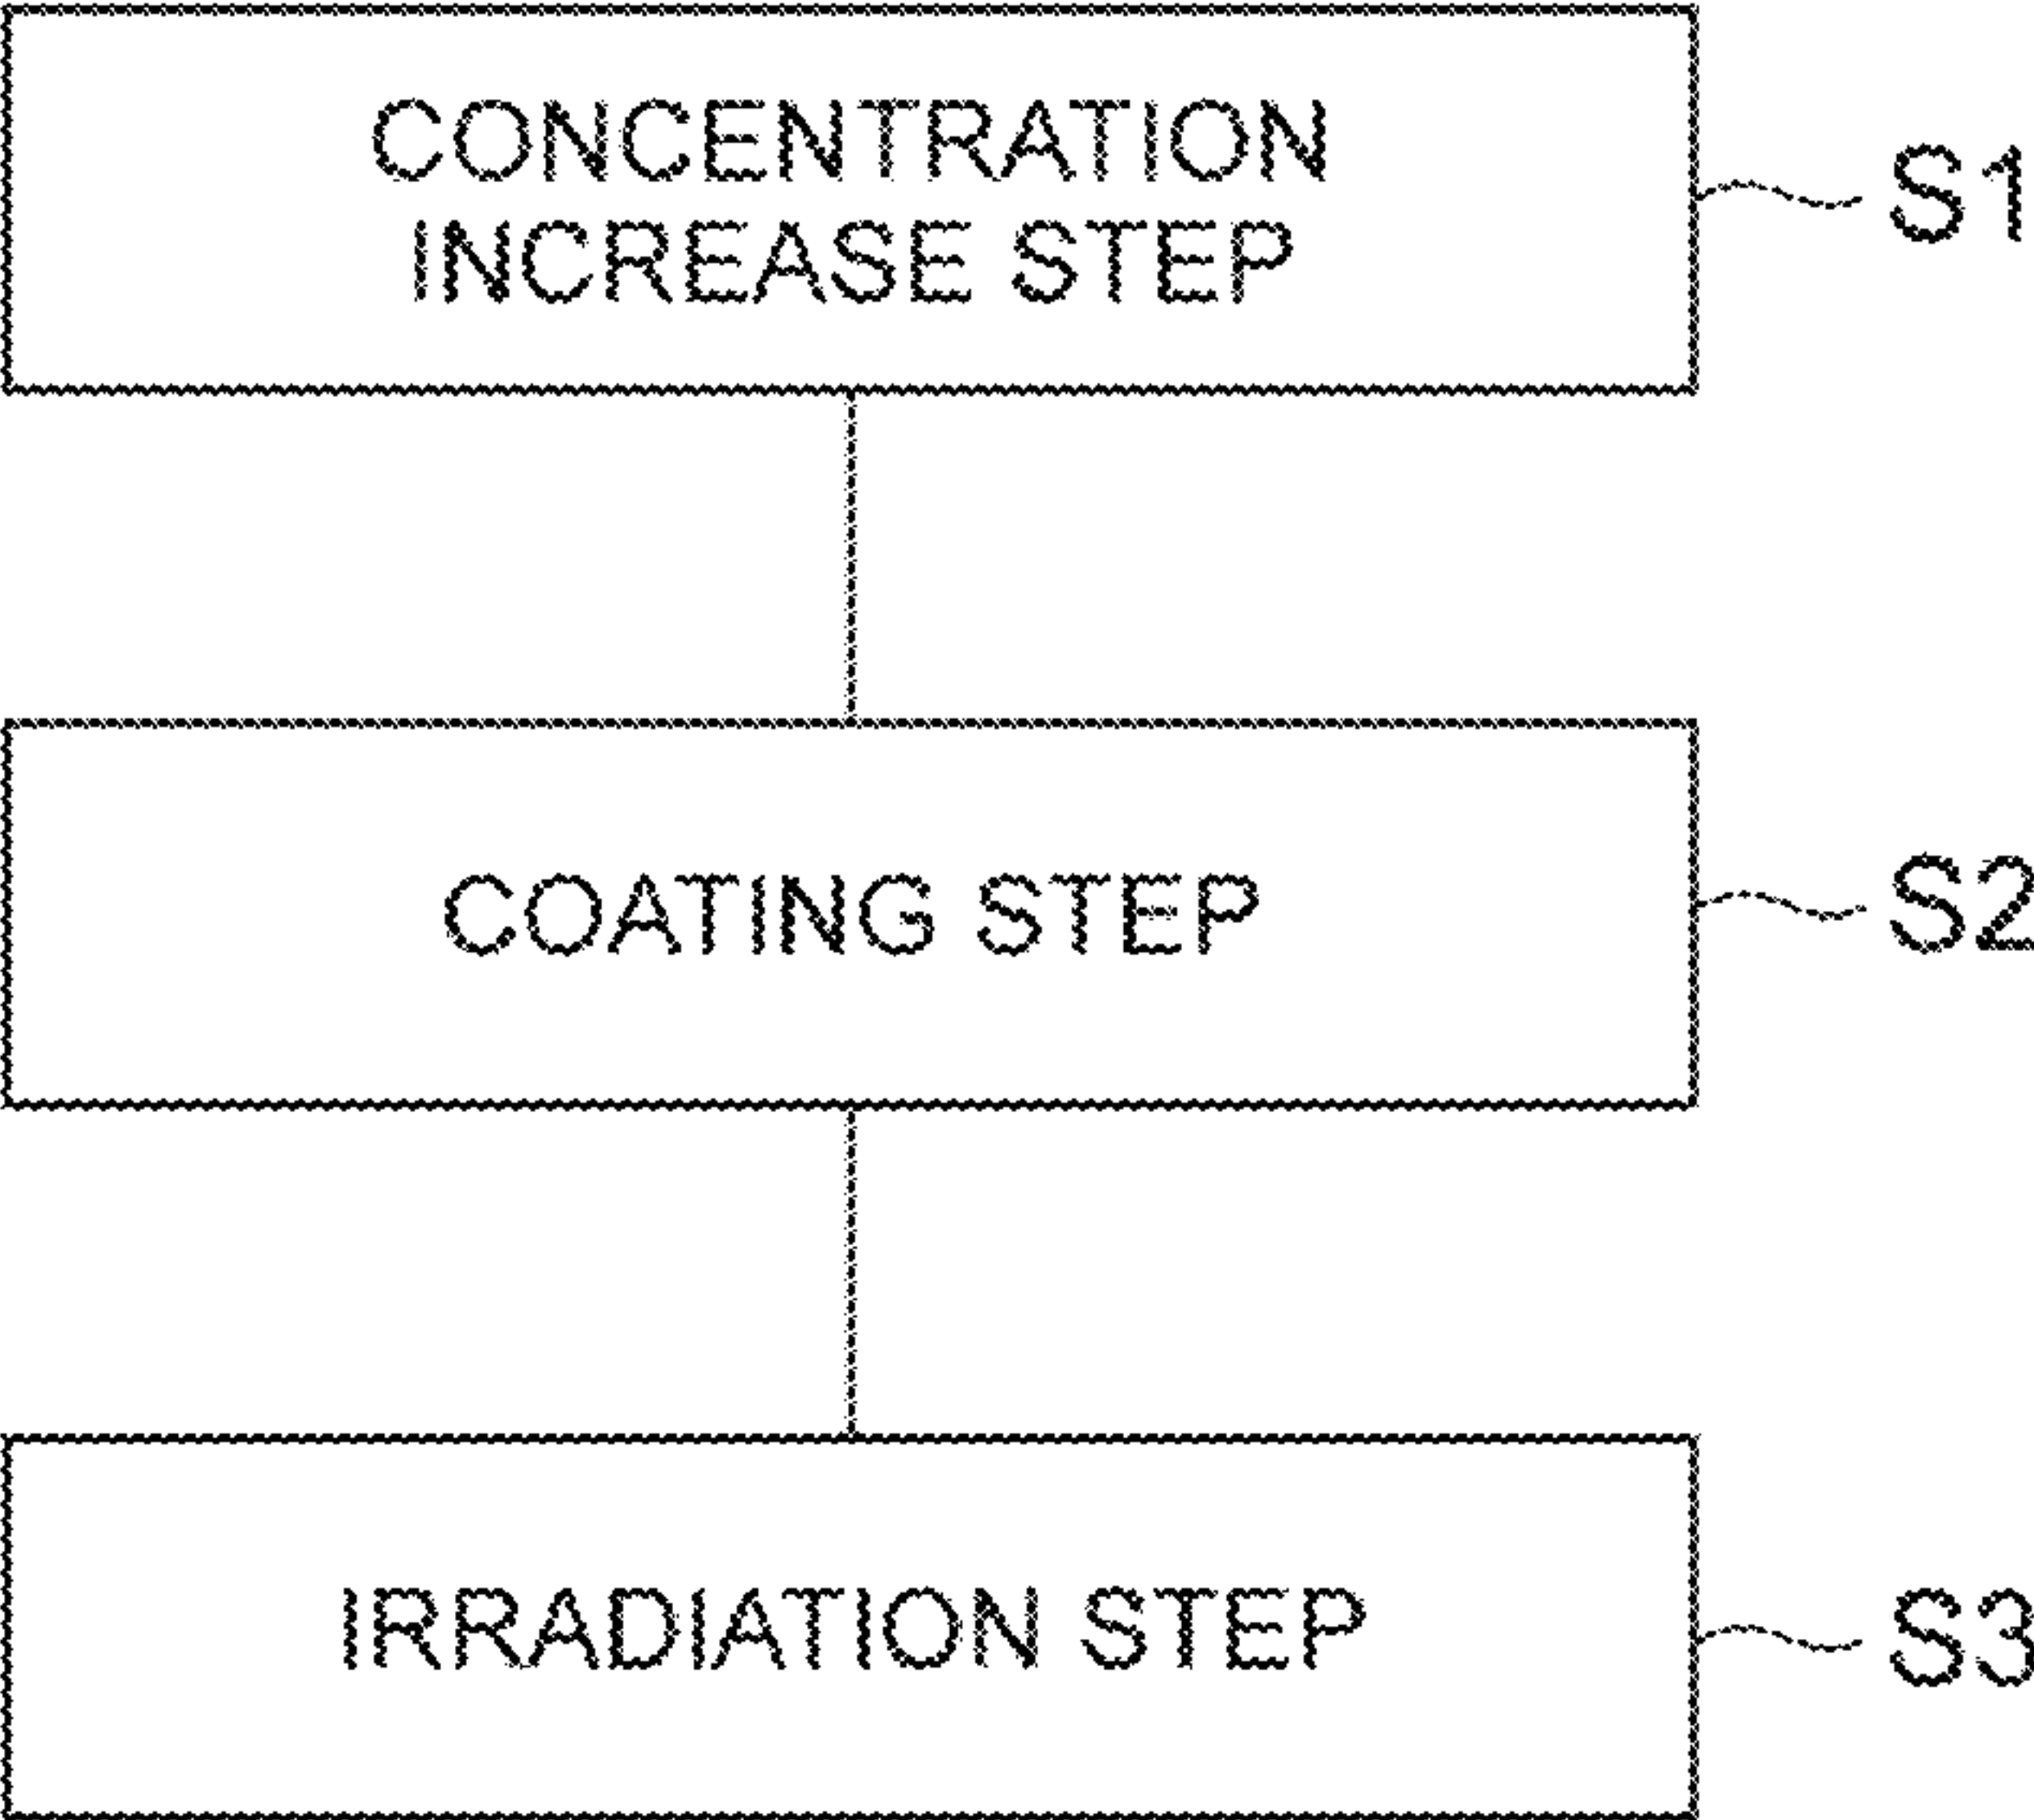 CONCENTRATION
INCREASE STEP
S1
COATING STEP
S2
IRRADIATION STEP
S3